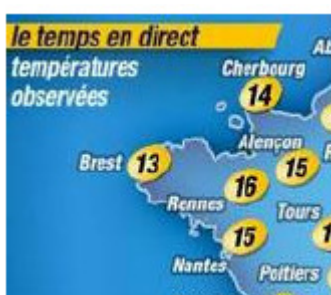 le temps en direct
températures
observées
Cherbourg
14
Alençon
15
Brest 13
16
Rennes
Tours
15
Nantes
Poitiers